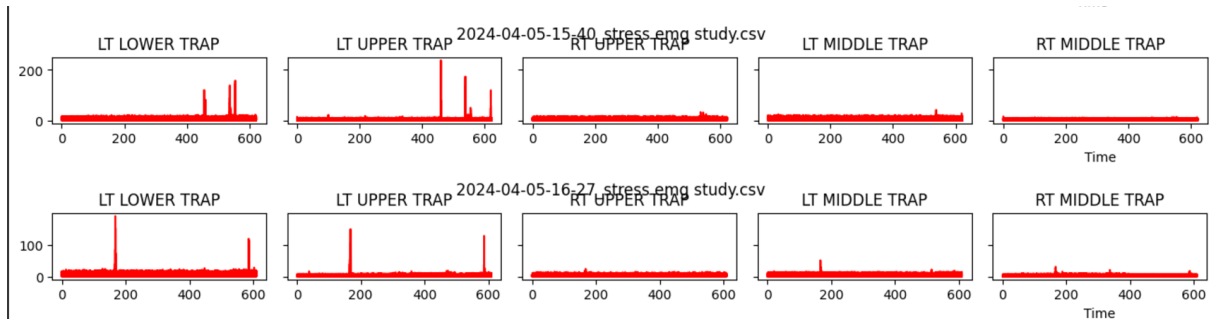 2024-04-05-15-40_stress emg study.csv
LT LOWER TRAP LT UPPER TRAP RT UPPER TRAP LT MIDDLE TRAP RT MIDDLE TRAP
200
0
0 200 400 600 0 200 400 600 0 200 400 600 0 200 400 600 0 200 400 600
Time
2024-04-05-16-27_stress emg study.csv
LT LOWER TRAP LT UPPER TRAP RT UPPER TRAP LT MIDDLE TRAP RT MIDDLE TRAP
100
0
0 200 400 600 0 200 400 600 0 200 400 600 0 200 400 600 0 200 400 600
Time